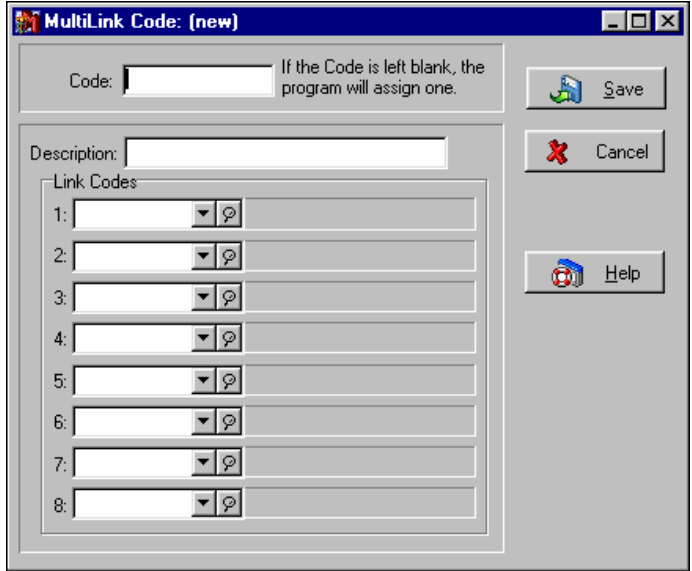 MultiLink Code: (new)
Code: If the Code is left blank, the
program will assign one.
Save
Description:
Cancel
Link Codes
1:
2:
Help
3:
4:
5:
6:
7:
8: